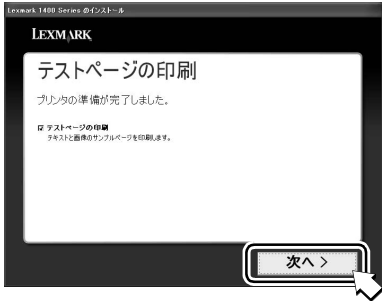 Lexmark 1400 Series のインストール
LEXMARK
テストページの印刷
プリンタの準備が完了しました。
テストページの印刷
テキストと画像のサンプルページを印刷します。
次へ >